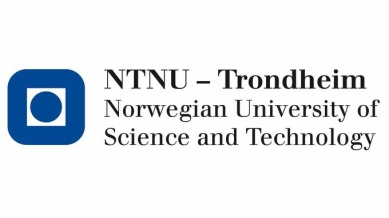 NTNU – Trondheim
Norwegian University of
Science and Technology